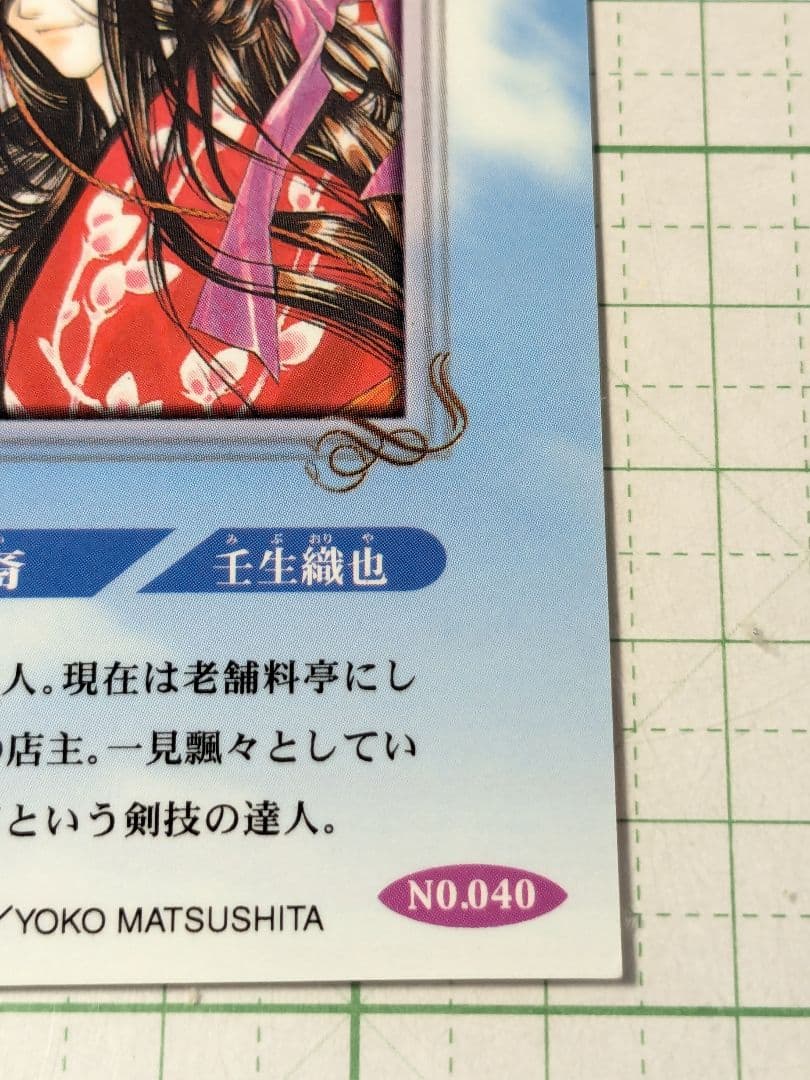 み ぶ おり や
斎 壬生織也
人。現在は老舗料亭にし
の店主。一見飄々としてい
という剣技の達人。
/YOKO MATSUSHITA
NO.040